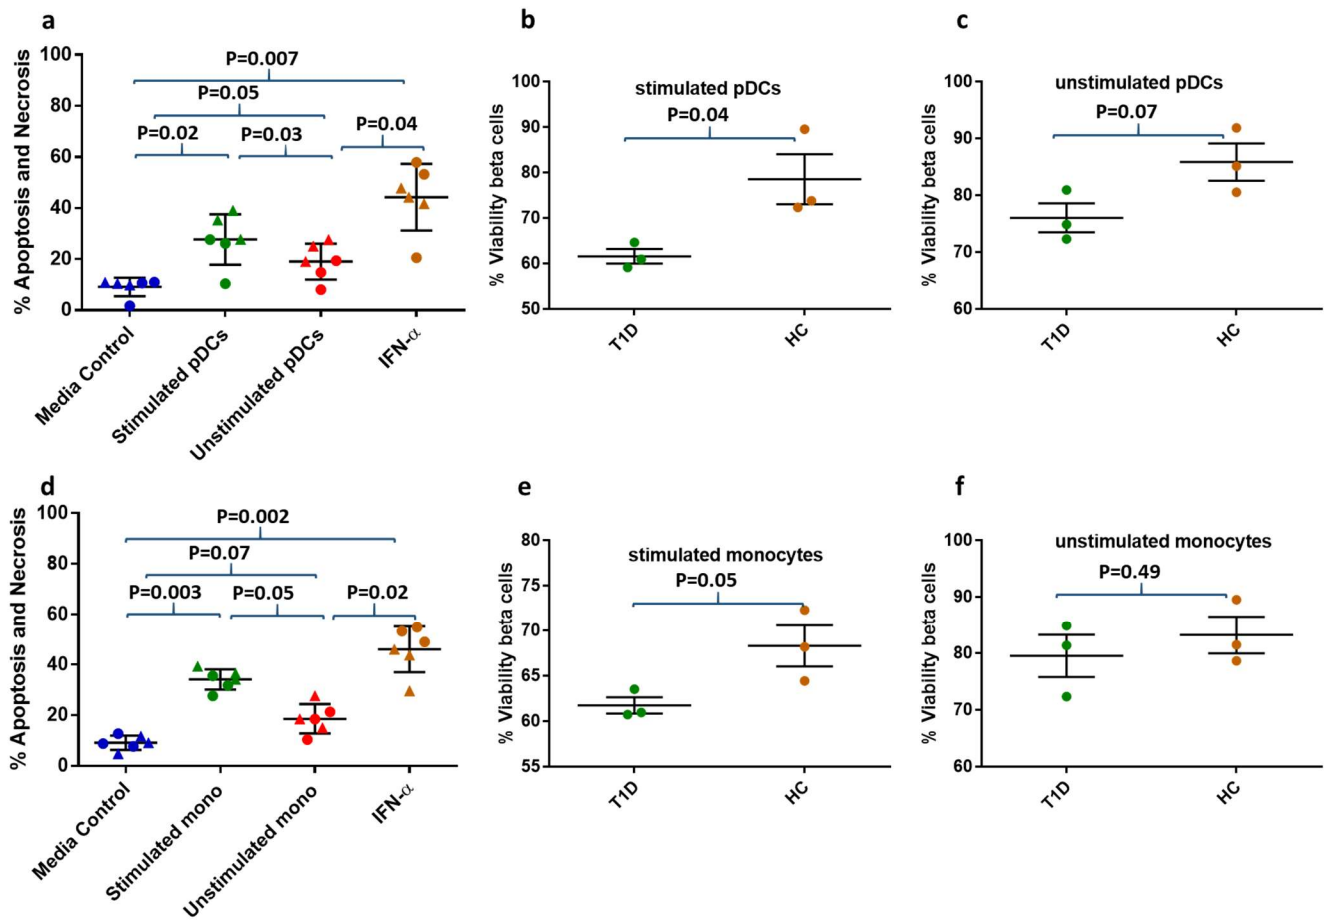 a
% Apoptosis and Necrosis
100
80
60
40
20
0
P=0.007
P=0.05
P=0.02
P=0.03
P=0.04
Media Control
Stimulated pDCs
Unstimulated pDCs
IFN-α
b
% Viability beta cells
100
90
80
70
60
50
stimulated pDCs
P=0.04
T1D
HC
c
% Viability beta cells
100
90
80
70
60
unstimulated pDCs
P=0.07
T1D
HC
d
% Apoptosis and Necrosis
100
80
60
40
20
0
P=0.002
P=0.07
P=0.003
P=0.05
P=0.02
Media Control
Stimulated mono
Unstimulated mono
IFN-α
e
% Viability beta cells
80
75
70
65
60
55
stimulated monocytes
P=0.05
T1D
HC
f
% Viability beta cells
100
90
80
70
60
unstimulated monocytes
P=0.49
T1D
HC